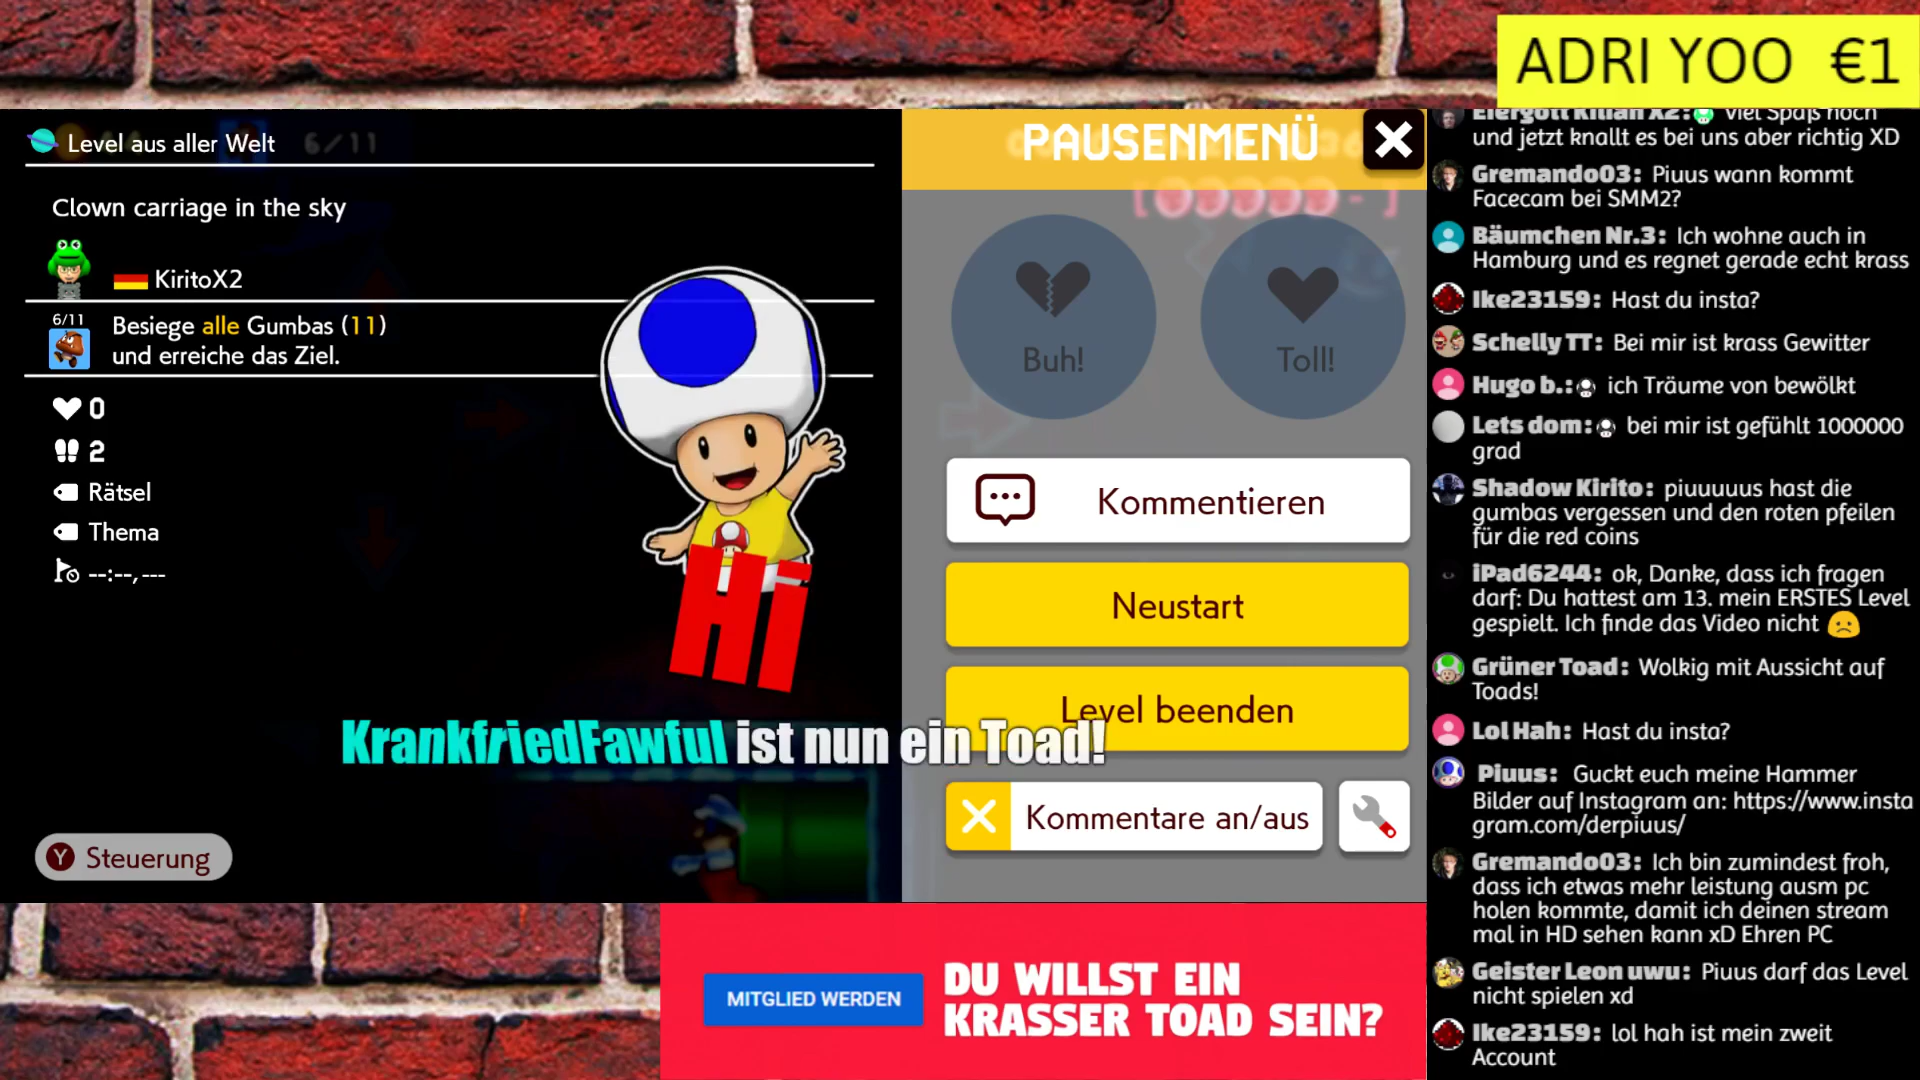 ADRI YOO €1
Level aus aller Welt
6/11
Clown carriage in the sky
KiritoX2
6/11
Besiege alle Gumbas (11)
und erreiche das Ziel.
0
2
Rätsel
Thema
--:--,---
Y Steuerung
Hi
KrankfriedFawful ist nun ein Toad!
PAUSENMENÜ
Buh!
Toll!
Kommentieren
Neustart
Level beenden
Kommentare an/aus
MITGLIED WERDEN
DU WILLST EIN
KRASSER TOAD SEIN?
Eiergott Kilian X2: viel Spaß noch
und jetzt knallt es bei uns aber richtig XD
Gremando03: Piuus wann kommt
Facecam bei SMM2?
Bäumchen Nr.3: Ich wohne auch in
Hamburg und es regnet gerade echt krass
Ike23159: Hast du insta?
Schelly TT: Bei mir ist krass Gewitter
Hugo b.: ich Träume von bewölkt
Lets dom: bei mir ist gefühlt 1000000
grad
Shadow Kirito: piuuuuus hast die
gumbas vergessen und den roten pfeilen
für die red coins
iPad6244: ok, Danke, dass ich fragen
darf: Du hattest am 13. mein ERSTES Level
gespielt. Ich finde das Video nicht
Grüner Toad: Wolkig mit Aussicht auf
Toads!
Lol Hah: Hast du insta?
Piuus: Guckt euch meine Hammer
Bilder auf Instagram an: https://www.insta
gram.com/derpiuus/
Gremando03: Ich bin zumindest froh,
dass ich etwas mehr leistung ausm pc
holen kommte, damit ich deinen stream
mal in HD sehen kann xD Ehren PC
Geister Leon uwu: Piuus darf das Level
nicht spielen xd
Ike23159: lol hah ist mein zweit
Account